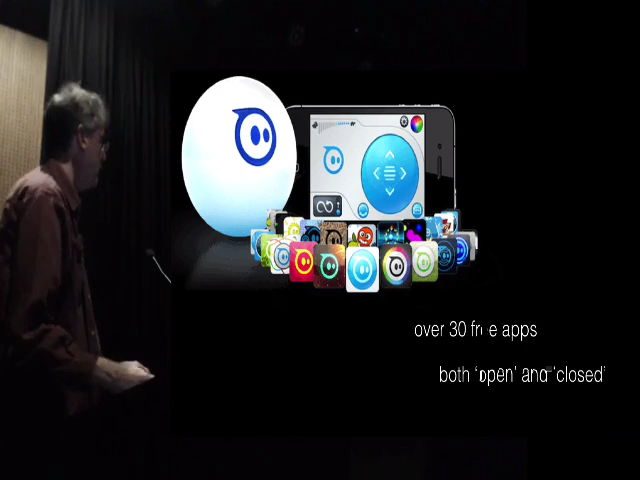 over 30 free apps
both ‘open’ and ‘closed’